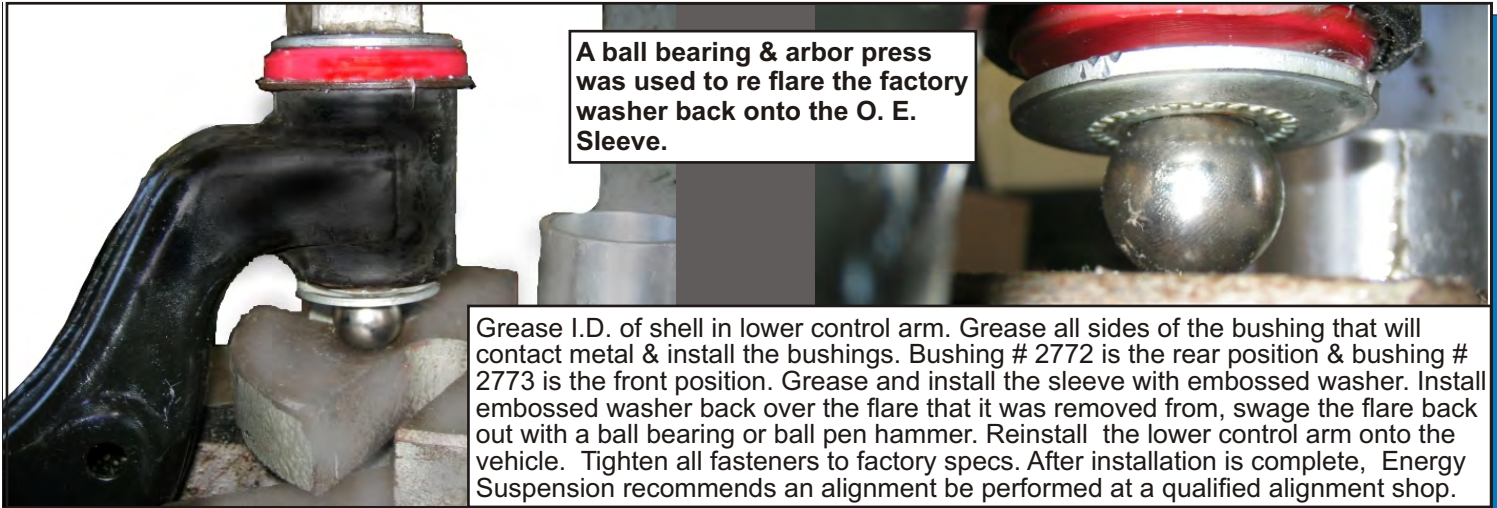 A ball bearing & arbor press
was used to re flare the factory
washer back onto the O. E.
Sleeve.
Grease I.D. of shell in lower control arm. Grease all sides of the bushing that will
contact metal & install the bushings. Bushing # 2772 is the rear position & bushing #
2773 is the front position. Grease and install the sleeve with embossed washer. Install
embossed washer back over the flare that it was removed from, swage the flare back
out with a ball bearing or ball pen hammer. Reinstall  the lower control arm onto the
vehicle.  Tighten all fasteners to factory specs. After installation is complete,  Energy
Suspension recommends an alignment be performed at a qualified alignment shop.